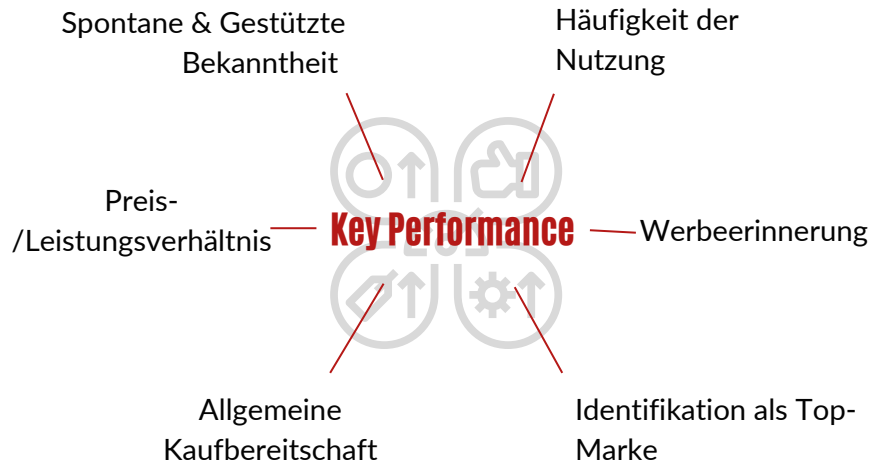 Spontane & Gestützte
Bekanntheit
Häufigkeit der
Nutzung
Preis-
/Leistungsverhältnis
Key Performance
Werbeerinnerung
Allgemeine
Kaufbereitschaft
Identifikation als Top-
Marke